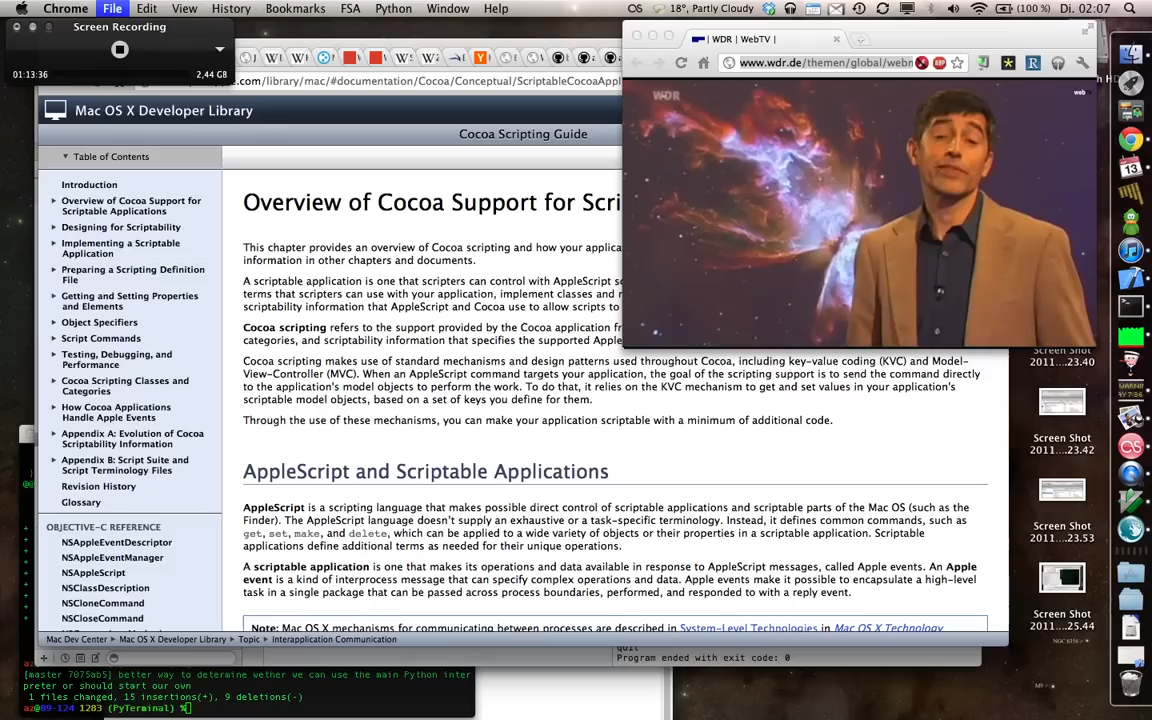 Chrome File Edit View History Bookmarks FSA Python Window Help
OS 18°, Partly Cloudy (100 %) Di. 02:07
Screen Recording
01:13:36 2,44 GB
| WDR | WebTV |
www.wdr.de/themen/global/webr
.com/library/mac/#documentation/Cocoa/Conceptual/ScriptableCocoaAppl
Mac OS X Developer Library
Cocoa Scripting Guide
Table of Contents
Introduction
Overview of Cocoa Support for
Scriptable Applications
Designing for Scriptability
Implementing a Scriptable
Application
Preparing a Scripting Definition
File
Getting and Setting Properties
and Elements
Object Specifiers
Script Commands
Testing, Debugging, and
Performance
Cocoa Scripting Classes and
Categories
How Cocoa Applications
Handle Apple Events
Appendix A: Evolution of Cocoa
Scriptability Information
Appendix B: Script Suite and
Script Terminology Files
Revision History
Glossary
OBJECTIVE-C REFERENCE
NSAppleEventDescriptor
NSAppleEventManager
NSAppleScript
NSClassDescription
NSCloneCommand
NSCloseCommand
Overview of Cocoa Support for Scri
This chapter provides an overview of Cocoa scripting and how your applica
information in other chapters and documents.
A scriptable application is one that scripters can control with AppleScript sc
terms that scripters can use with your application, implement classes and r
scriptability information that AppleScript and Cocoa use to allow scripts to
Cocoa scripting refers to the support provided by the Cocoa application fr
categories, and scriptability information that specifies the supported Apple
Cocoa scripting makes use of standard mechanisms and design patterns used throughout Cocoa, including key-value coding (KVC) and Model-
View-Controller (MVC). When an AppleScript command targets your application, the goal of the scripting support is to send the command directly
to the application's model objects to perform the work. To do that, it relies on the KVC mechanism to get and set values in your application's
scriptable model objects, based on a set of keys you define for them.
Through the use of these mechanisms, you can make your application scriptable with a minimum of additional code.
AppleScript and Scriptable Applications
AppleScript is a scripting language that makes possible direct control of scriptable applications and scriptable parts of the Mac OS (such as the
Finder). The AppleScript language doesn't supply an exhaustive or a task-specific terminology. Instead, it defines common commands, such as
get, set, make, and delete, which can be applied to a wide variety of objects or their properties in a scriptable application. Scriptable
applications define additional terms as needed for their unique operations.
A scriptable application is one that makes its operations and data available in response to AppleScript messages, called Apple events. An Apple
event is a kind of interprocess message that can specify complex operations and data. Apple events make it possible to encapsulate a high-level
task in a single package that can be passed across process boundaries, performed, and responded to with a reply event.
Note: Mac OS X mechanisms for communicating between processes are described in System-Level Technologies in Mac OS X Technology
Mac Dev Center Mac OS X Developer Library Topic Interapplication Communication
WDR
web
23.40
Screen Shot
2011....23.42
Screen Shot
2011....23.53
Screen Shot
2011....25.44
quit
Program ended with exit code: 0
[master 7075ab5] better way to determine wether we can use the main Python inter
preter or should start our own
1 files changed, 15 insertions(+), 9 deletions(-)
az@89-124 1283 (PyTerminal) %